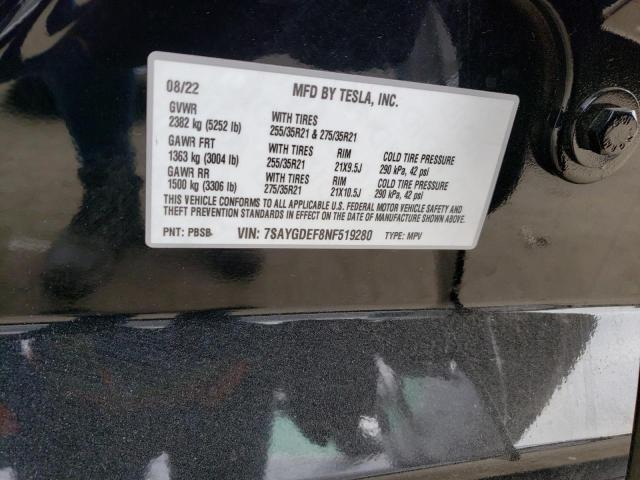 08/22 MFD BY TESLA, INC.
GVWR
2382 kg (5252 lb) WITH TIRES 255/35R21 & 275/35R21
GAWR FRT
1363 kg (3004 lb) WITH TIRES 255/35R21 RIM 21X9.5J COLD TIRE PRESSURE 290 kPa, 42 psi
GAWR RR
1500 kg (3306 lb) WITH TIRES 275/35R21 RIM 21X10.5J COLD TIRE PRESSURE 290 kPa, 42 psi
THIS VEHICLE CONFORMS TO ALL APPLICABLE U.S. FEDERAL MOTOR VEHICLE SAFETY AND
THEFT PREVENTION STANDARDS IN EFFECT ON THE DATE OF MANUFACTURE SHOWN ABOVE.
PNT: PBSB VIN: 7SAYGDEF8NF519280 TYPE: MPV